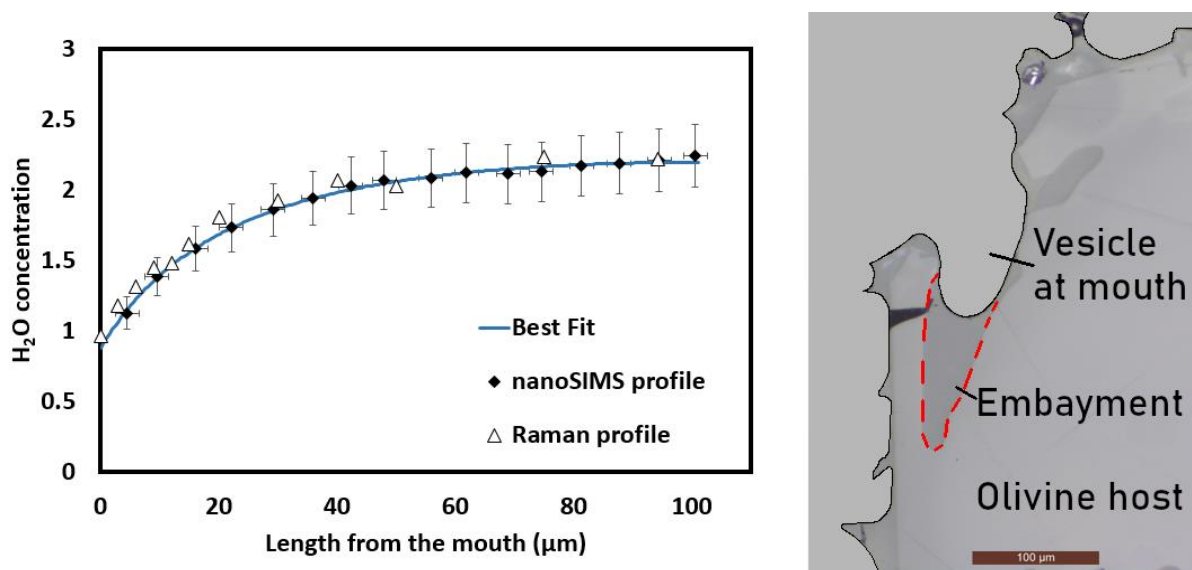 3
2.5
2
1.5
1
0.5
0
H₂O concentration
Best Fit
nanoSIMS profile
Raman profile
0 20 40 60 80 100
Length from the mouth (μm)
Vesicle
at mouth
Embayment
Olivine host
100 μm